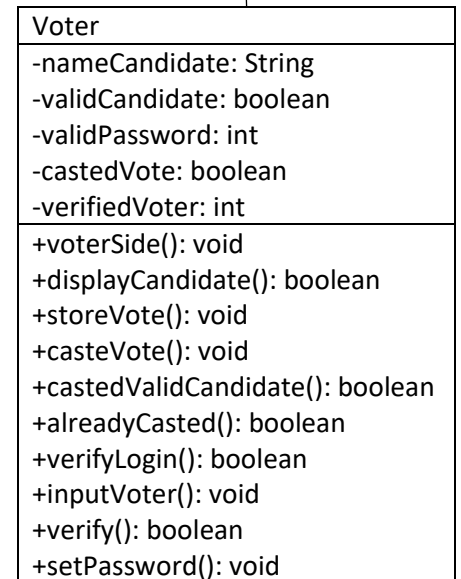 Voter
-nameCandidate: String
-validCandidate: boolean
-validPassword: int
-castedVote: boolean
-verifiedVoter: int
+voterSide(): void
+displayCandidate(): boolean
+storeVote(): void
+casteVote(): void
+castedValidCandidate(): boolean
+alreadyCasted(): boolean
+verifyLogin(): boolean
+inputVoter(): void
+verify(): boolean
+setPassword(): void